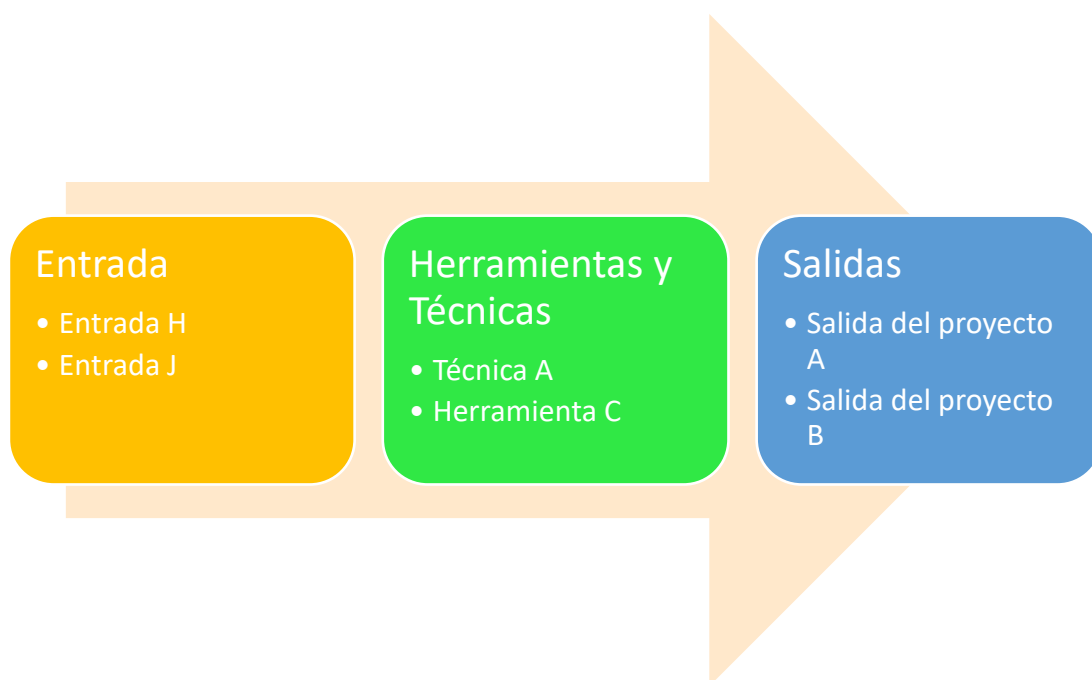 Entrada
• Entrada H
• Entrada J
Herramientas y
Técnicas
• Técnica A
• Herramienta C
Salidas
• Salida del proyecto
A
• Salida del proyecto
B